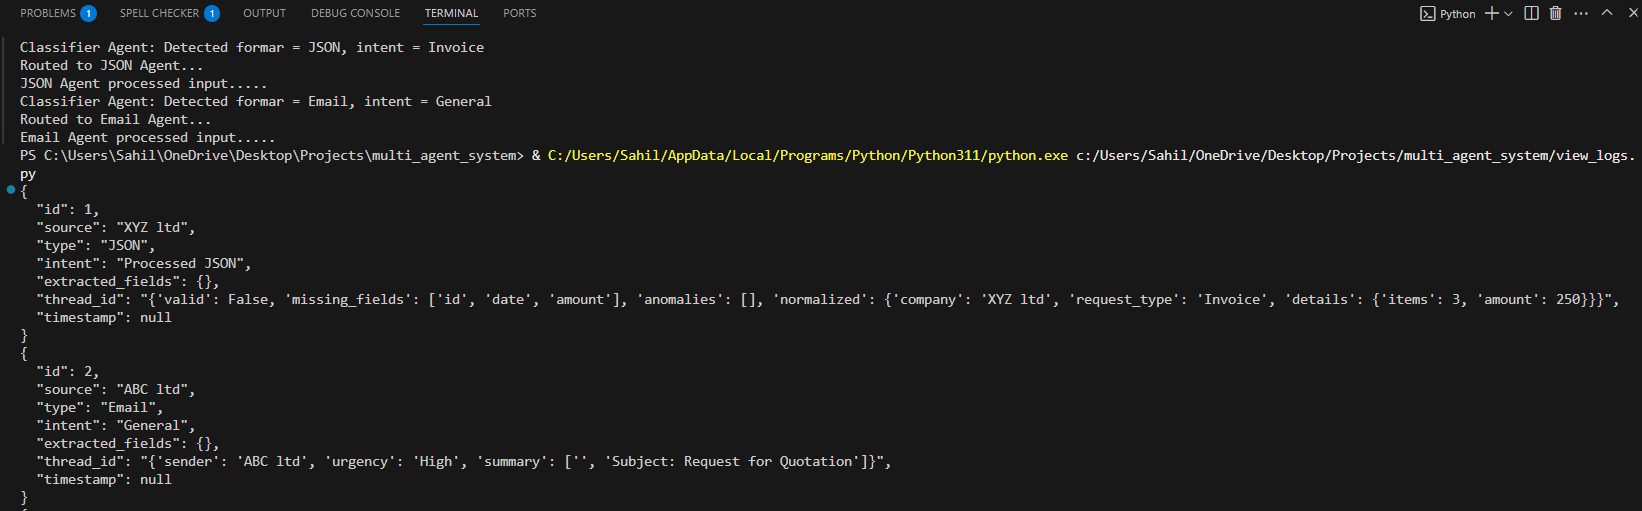 PROBLEMS 1 SPELL CHECKER 1 OUTPUT DEBUG CONSOLE TERMINAL PORTS Python
Classifier Agent: Detected formar = JSON, intent = Invoice
Routed to JSON Agent...
JSON Agent processed input.....
Classifier Agent: Detected formar = Email, intent = General
Routed to Email Agent...
Email Agent processed input.....
PS C:\Users\Sahil\OneDrive\Desktop\Projects\multi_agent_system> & C:/Users/Sahil/AppData/Local/Programs/Python/Python311/python.exe c:/Users/Sahil/OneDrive/Desktop/Projects/multi_agent_system/view_logs.
py
{
  "id": 1,
  "source": "XYZ ltd",
  "type": "JSON",
  "intent": "Processed JSON",
  "extracted_fields": {},
  "thread_id": "{'valid': False, 'missing_fields': ['id', 'date', 'amount'], 'anomalies': [], 'normalized': {'company': 'XYZ ltd', 'request_type': 'Invoice', 'details': {'items': 3, 'amount': 250}}}",
  "timestamp": null
}
{
  "id": 2,
  "source": "ABC ltd",
  "type": "Email",
  "intent": "General",
  "extracted_fields": {},
  "thread_id": "{'sender': 'ABC ltd', 'urgency': 'High', 'summary': ['', 'Subject: Request for Quotation']}",
  "timestamp": null
}